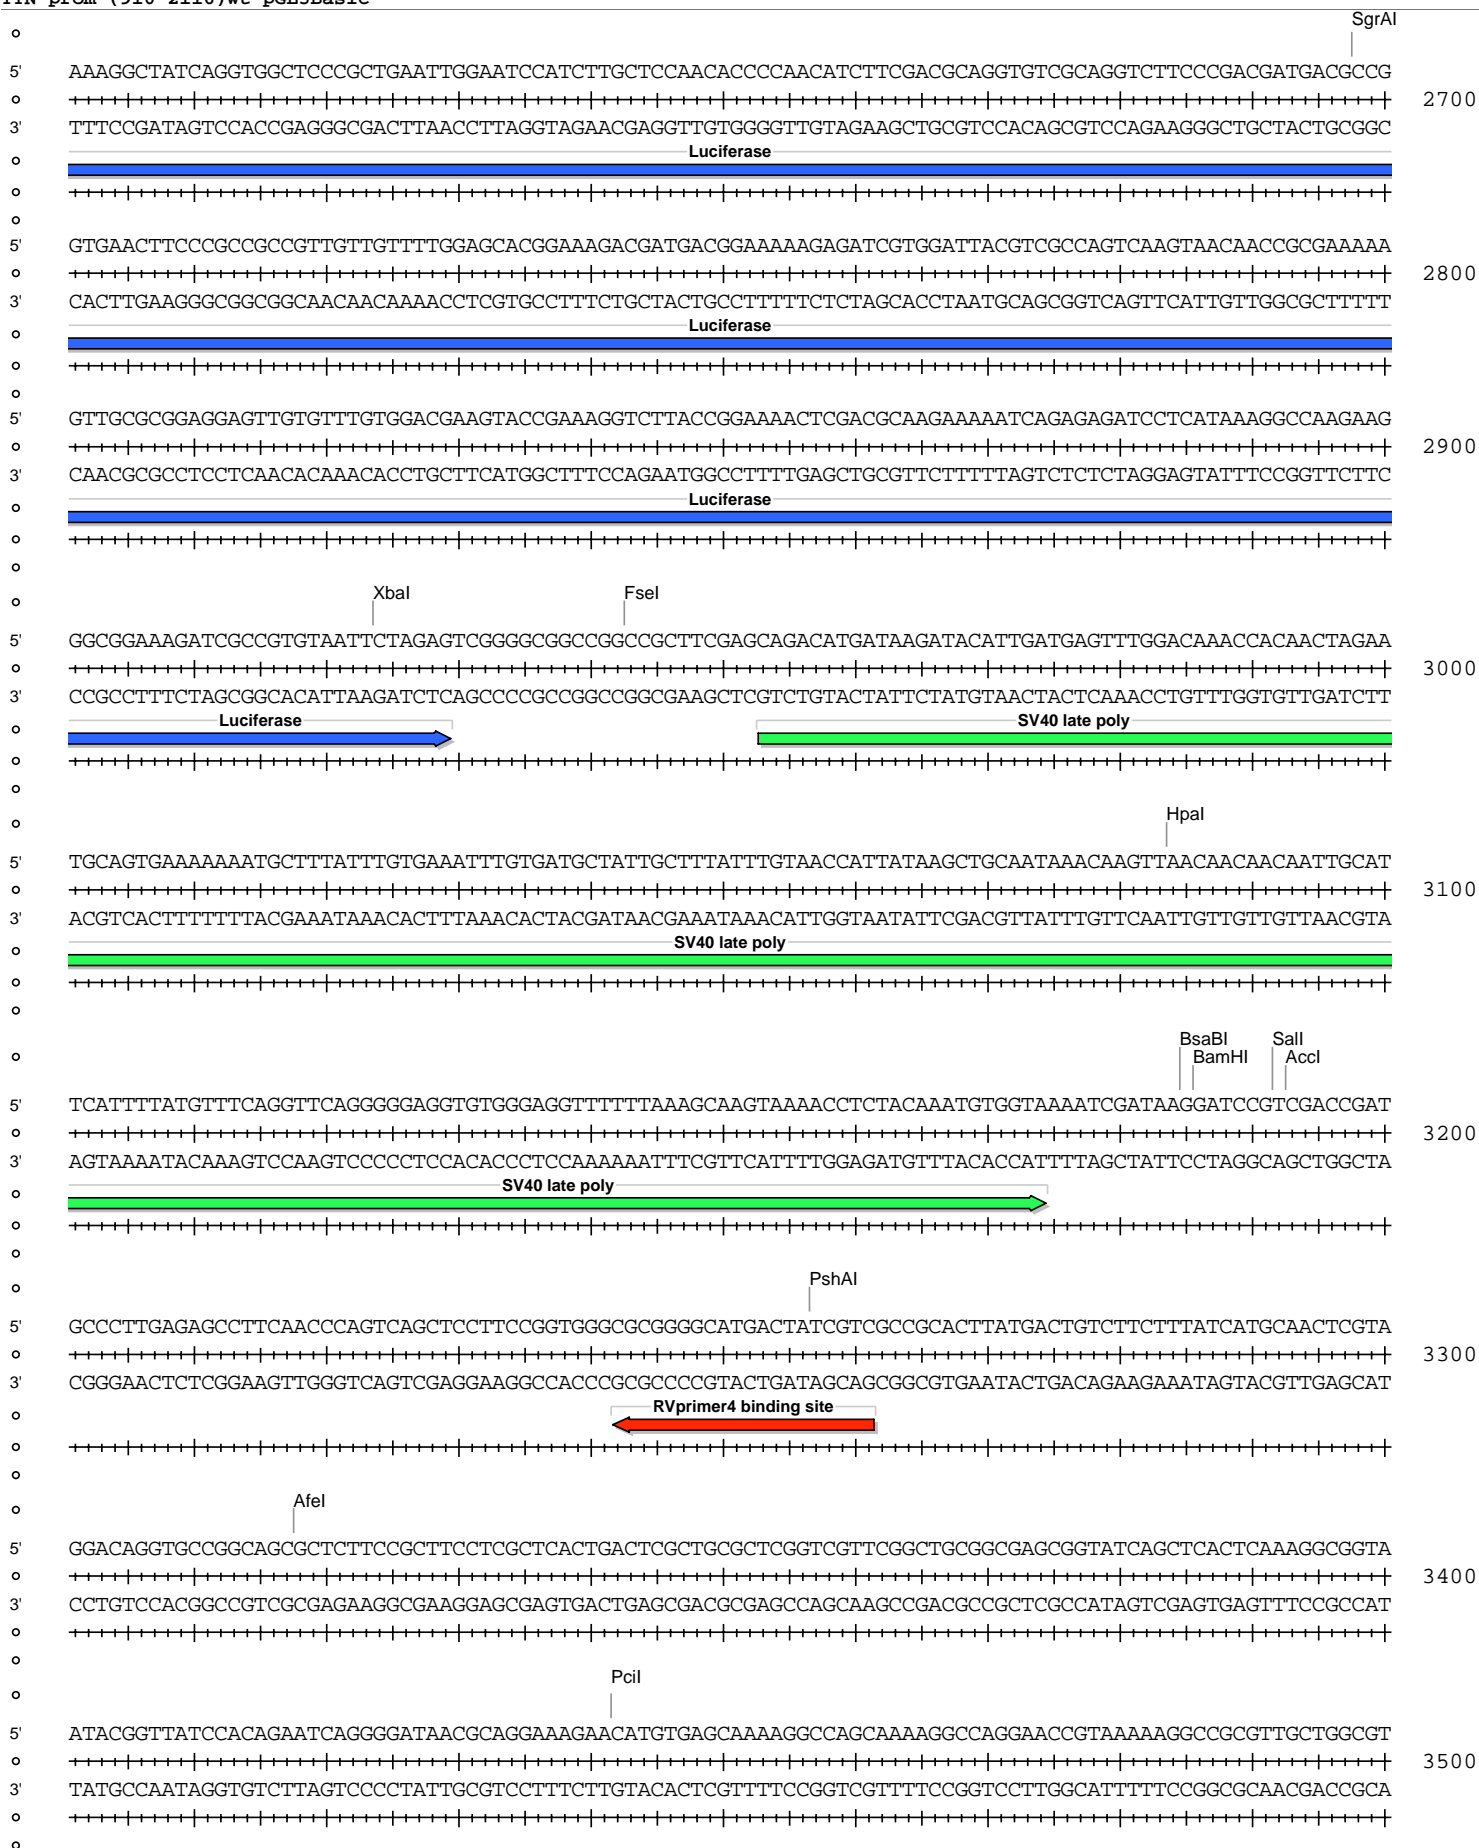 SgrAI
5' AAAGGCTATCAGGTGGCTCCCGCTGAATTGGAATCCATCTTGCTCCAACACCCCAACATCTTCGACGCAGGTGTCGCAGGTCTTCCCGACGATGACGCCG
2700
3' TTTCCGATAGTCCACCGAGGGCGACTTAACCTTAGGTAGAACGAGGTTGTGGGGTTGTAGAAGCTGCGTCCACAGCGTCCAGAAGGGCTGCTACTGCGGC
Luciferase
5' GTGAACTTCCCGCCGCCGTTGTTGTTTTGGAGCACGGAAAGACGATGACGGAAAAAGAGATCGTGGATTACGTCGCCAGTCAAGTAACAACCGCGAAAAA
2800
3' CACTTGAAGGGCGGCGGCAACAACAAAACCTCGTGCCTTTCTGCTACTGCCTTTTTCTCTAGCACCTAATGCAGCGGTCAGTTCATTGTTGGCGCTTTTT
Luciferase
5' GTTGCGCGGAGGAGTTGTGTTTGTGGACGAAGTACCGAAAGGTCTTACCGGAAAACTCGACGCAAGAAAAATCAGAGAGATCCTCATAAAGGCCAAGAAG
2900
3' CAACGCGCCTCCTCAACACAAACACCTGCTTCATGGCTTTCCAGAATGGCCTTTTGAGCTGCGTTCTTTTTAGTCTCTCTAGGAGTATTTCCGGTTCTTC
Luciferase
XbaI FseI
5' GGCGGAAAGATCGCCGTGTAATTCTAGAGTCGGGGCGGCCGGCCGCTTCGAGCAGACATGATAAGATACATTGATGAGTTTGGACAAACCACAACTAGAA
3000
3' CCGCCTTTCTAGCGGCACATTAAGATCTCAGCCCCGCCGGCCGGCGAAGCTCGTCTGTACTATTCTATGTAACTACTCAAACCTGTTTGGTGTTGATCTT
Luciferase SV40 late poly
HpaI
5' TGCAGTGAAAAAAATGCTTTATTTGTGAAATTTGTGATGCTATTGCTTTATTTGTAACCATTATAAGCTGCAATAAACAAGTTAACAACAACAATTGCAT
3100
3' ACGTCACTTTTTTTACGAAATAAACACTTTAAACACTACGATAACGAAATAAACATTGGTAATATTCGACGTTATTTGTTCAATTGTTGTTGTTAACGTA
SV40 late poly
BsaBI SalI
BamHI AccI
5' TCATTTTATGTTTCAGGTTCAGGGGGAGGTGTGGGAGGTTTTTTAAAGCAAGTAAAACCTCTACAAATGTGGTAAAATCGATAAGGATCCGTCGACCGAT
3200
3' AGTAAAATACAAAGTCCAAGTCCCCCTCCACACCCTCCAAAAAATTTCGTTCATTTTGGAGATGTTTACACCATTTTAGCTATTCCTAGGCAGCTGGCTA
SV40 late poly
PshAI
5' GCCCTTGAGAGCCTTCAACCCAGTCAGCTCCTTCCGGTGGGCGCGGGGCATGACTATCGTCGCCGCACTTATGACTGTCTTCTTTATCATGCAACTCGTA
3300
3' CGGGAACTCTCGGAAGTTGGGTCAGTCGAGGAAGGCCACCCGCGCCCCGTACTGATAGCAGCGGCGTGAATACTGACAGAAGAAATAGTACGTTGAGCAT
RVprimer4 binding site
AfeI
5' GGACAGGTGCCGGCAGCGCTCTTCCGCTTCCTCGCTCACTGACTCGCTGCGCTCGGTCGTTCGGCTGCGGCGAGCGGTATCAGCTCACTCAAAGGCGGTA
3400
3' CCTGTCCACGGCCGTCGCGAGAAGGCGAAGGAGCGAGTGACTGAGCGACGCGAGCCAGCAAGCCGACGCCGCTCGCCATAGTCGAGTGAGTTTCCGCCAT
PciI
5' ATACGGTTATCCACAGAATCAGGGGATAACGCAGGAAAGAACATGTGAGCAAAAGGCCAGCAAAAGGCCAGGAACCGTAAAAAGGCCGCGTTGCTGGCGT
3500
3' TATGCCAATAGGTGTCTTAGTCCCCTATTGCGTCCTTTCTTGTACACTCGTTTTCCGGTCGTTTTCCGGTCCTTGGCATTTTTCCGGCGCAACGACCGCA